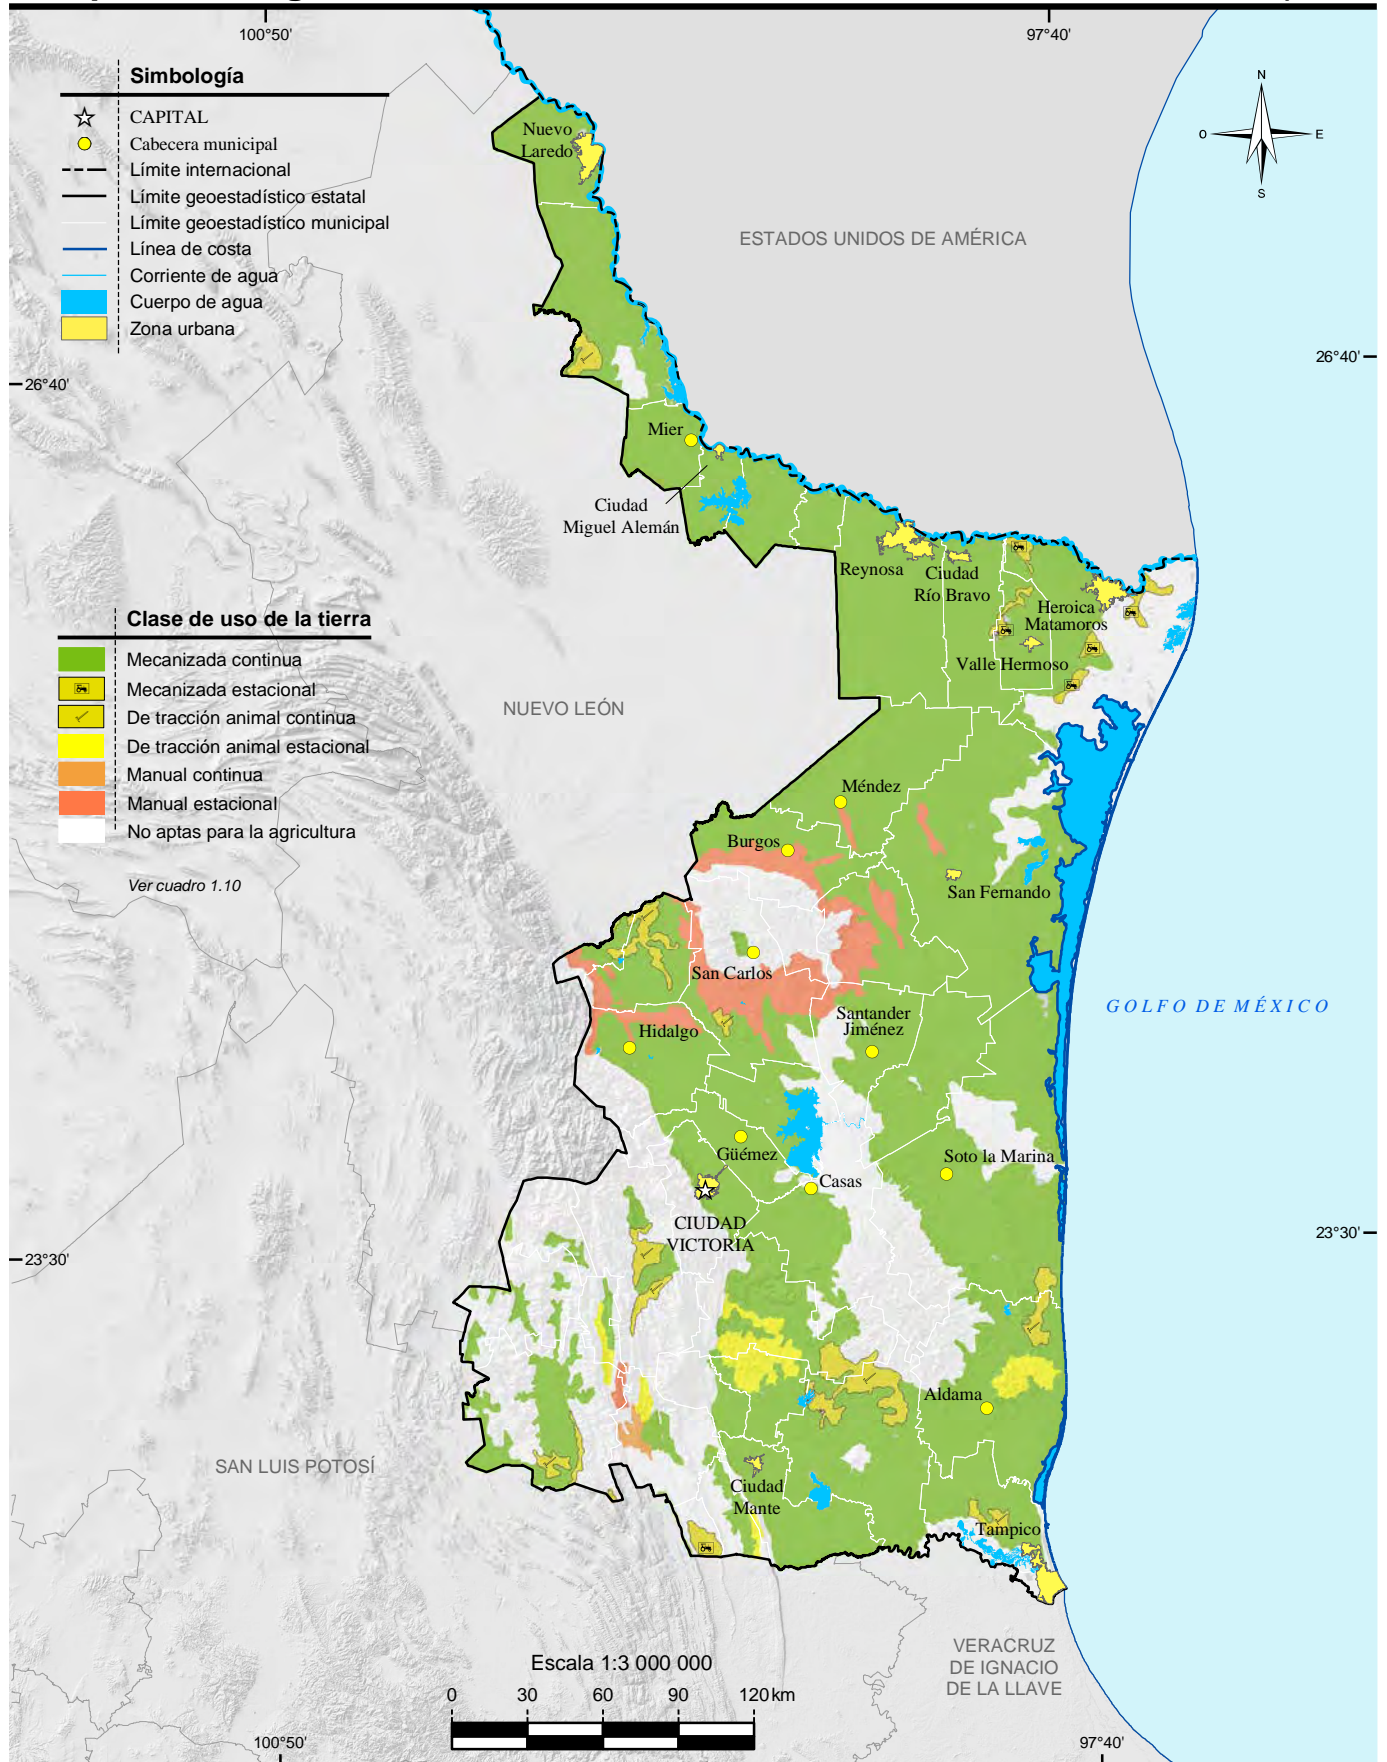 100°50'
97°40'
N
O
E
S
Simbología
CAPITAL
Cabecera municipal
Límite internacional
Límite geoestadístico estatal
Límite geoestadístico municipal
Línea de costa
Corriente de agua
Cuerpo de agua
Zona urbana
Nuevo
Laredo
ESTADOS UNIDOS DE AMÉRICA
26°40'
26°40'
Mier
Ciudad
Miguel Alemán
Reynosa
Ciudad
Río Bravo
Heroica
Matamoros
Valle Hermoso
Clase de uso de la tierra
Mecanizada continua
Mecanizada estacional
De tracción animal continua
De tracción animal estacional
Manual continua
Manual estacional
No aptas para la agricultura
Ver cuadro 1.10
NUEVO LEÓN
Méndez
Burgos
San Fernando
San Carlos
Santander
Jiménez
Hidalgo
GOLFO DE MÉXICO
Güémez
Soto la Marina
Casas
CIUDAD
VICTORIA
23°30'
23°30'
Aldama
SAN LUIS POTOSÍ
Ciudad
Mante
Tampico
VERACRUZ
DE IGNACIO
DE LA LLAVE
Escala 1:3 000 000
0 30 60 90 120 km
100°50'
97°40'